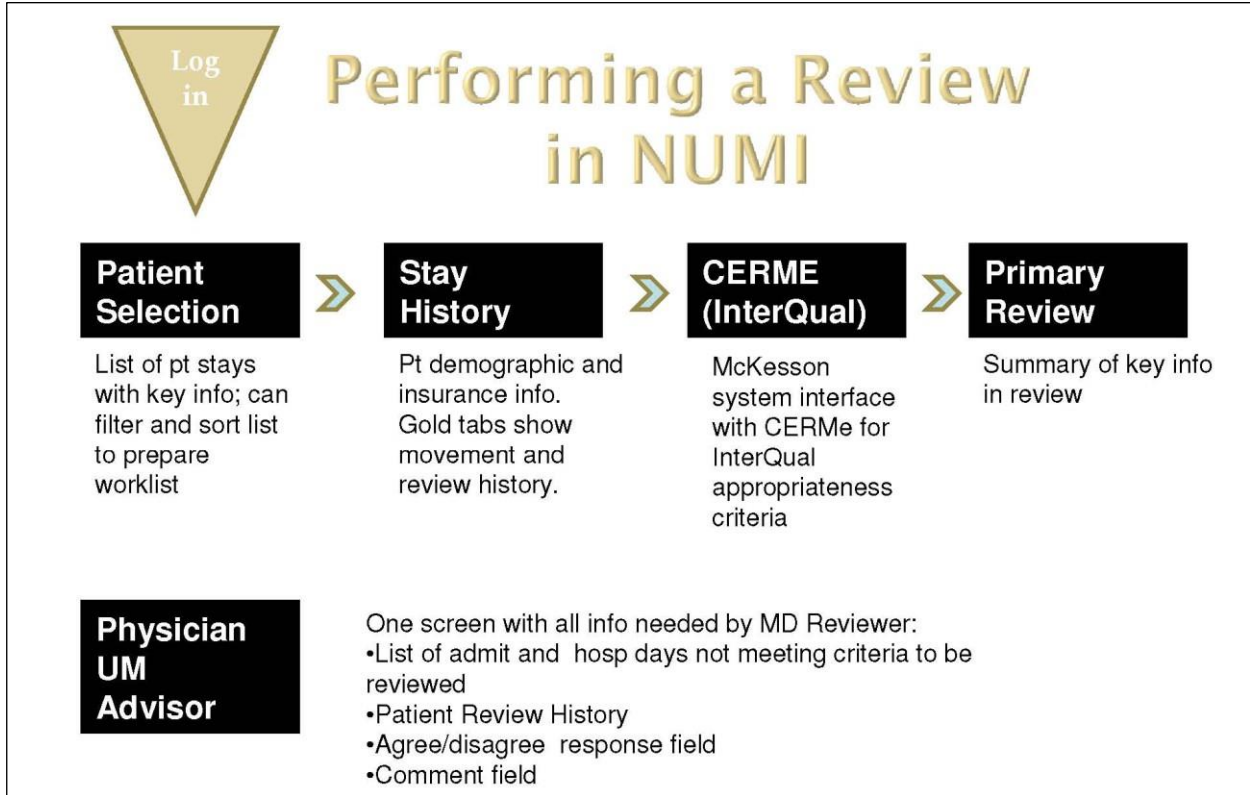 Log
in
Performing a Review
in NUMI
Patient
Selection
List of pt stays
with key info; can
filter and sort list
to prepare
worklist
Stay
History
Pt demographic and
insurance info.
Gold tabs show
movement and
review history.
CERME
(InterQual)
McKesson
system interface
with CERMe for
InterQual
appropriateness
criteria
Primary
Review
Summary of key info
in review
Physician
UM
Advisor
One screen with all info needed by MD Reviewer:
•List of admit and  hosp days not meeting criteria to be
reviewed
•Patient Review History
•Agree/disagree  response field
•Comment field